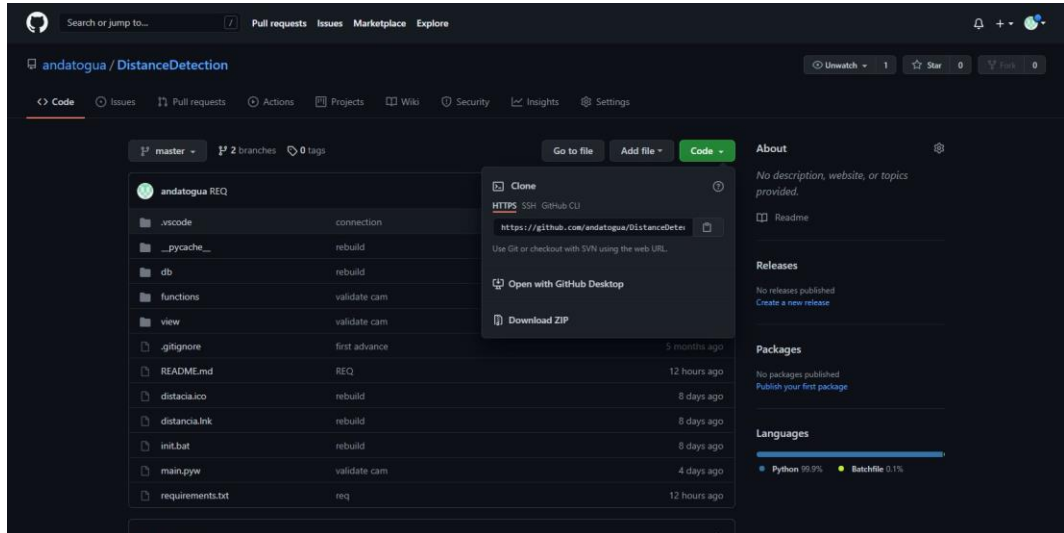 Search or jump to... / Pull requests Issues Marketplace Explore
andatogua / DistanceDetection Unwatch 1 Star 0 Fork 0
Code Issues Pull requests Actions Projects Wiki Security Insights Settings
master 2 branches 0 tags Go to file Add file Code
andatogua REQ
.vscode connection
__pycache__ rebuild
db rebuild
functions validate cam
view validate cam
.gitignore first advance 5 months ago
README.md REQ 12 hours ago
distacia.ico rebuild 8 days ago
distancia.lnk rebuild 8 days ago
init.bat rebuild 8 days ago
main.pyw validate cam 4 days ago
requirements.txt req 12 hours ago
Clone
HTTPS SSH GitHub CLI
https://github.com/andatogua/DistanceDetec
Use Git or checkout with SVN using the web URL.
Open with GitHub Desktop
Download ZIP
About
No description, website, or topics
provided.
Readme
Releases
No releases published
Create a new release
Packages
No packages published
Publish your first package
Languages
Python 99.9% Batchfile 0.1%